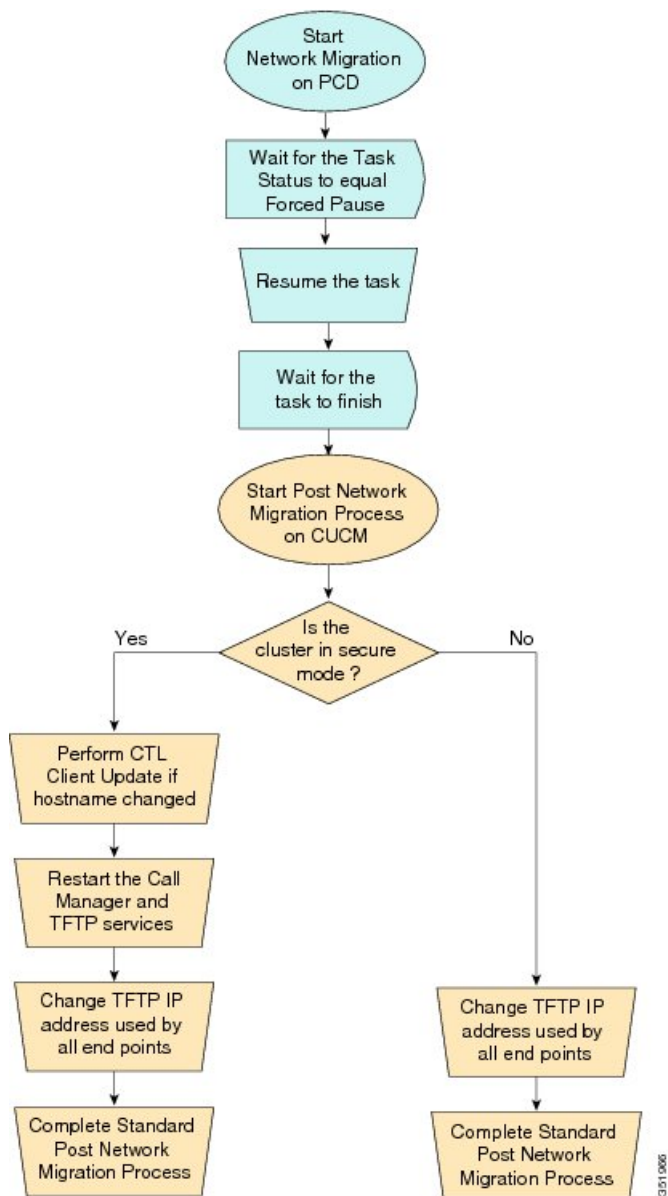 Start
Network Migration
on PCD
Wait for the Task
Status to equal
Forced Pause
Resume the task
Wait for the
task to finish
Start Post Network
Migration Process
on CUCM
Is the
cluster in secure
mode ?
Yes
No
Perform CTL
Client Update if
hostname changed
Restart the Call
Manager and
TFTP services
Change TFTP IP
address used by
all end points
Complete Standard
Post Network
Migration Process
Change TFTP IP
address used by
all end points
Complete Standard
Post Network
Migration Process
351966